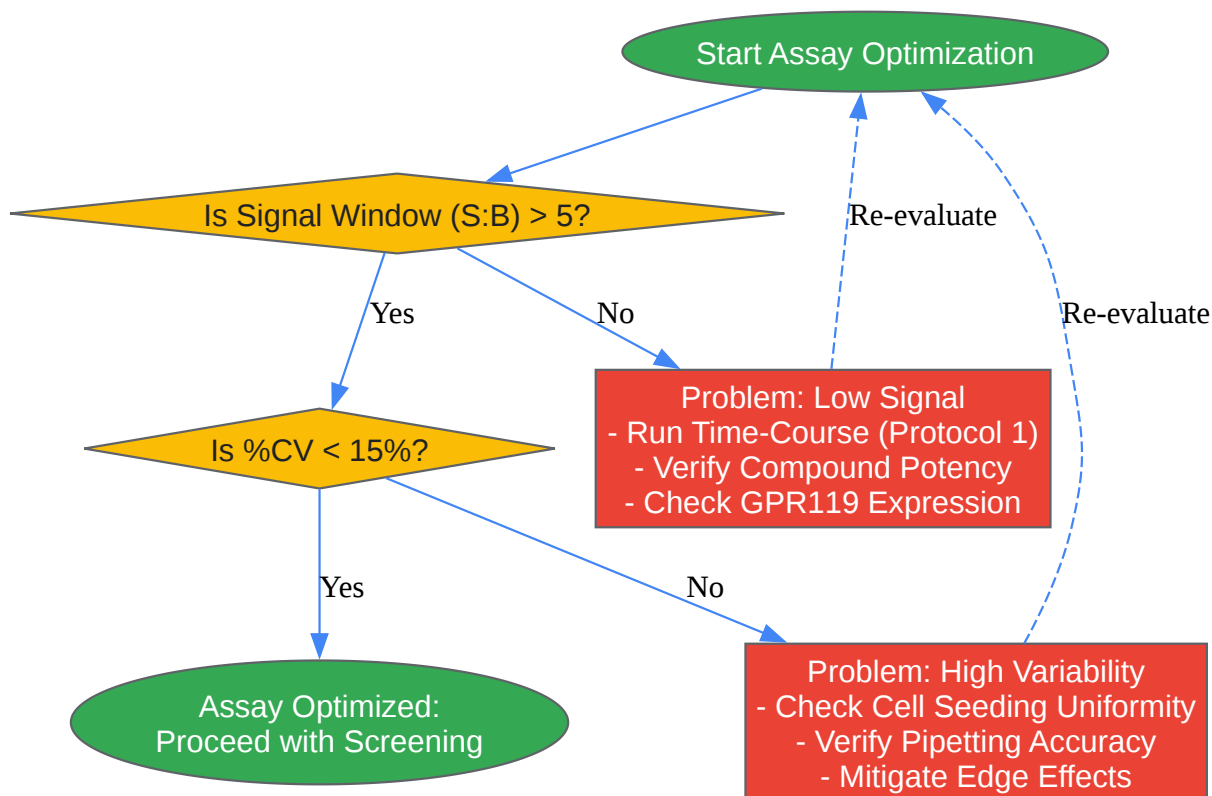 Start Assay Optimization
Is Signal Window (S:B) > 5?
Re-evaluate
Yes
No
Re-evaluate
Problem: Low Signal
- Run Time-Course (Protocol 1)
- Verify Compound Potency
- Check GPR119 Expression
Is %CV < 15%?
Yes
No
Assay Optimized:
Proceed with Screening
Problem: High Variability
- Check Cell Seeding Uniformity
- Verify Pipetting Accuracy
- Mitigate Edge Effects